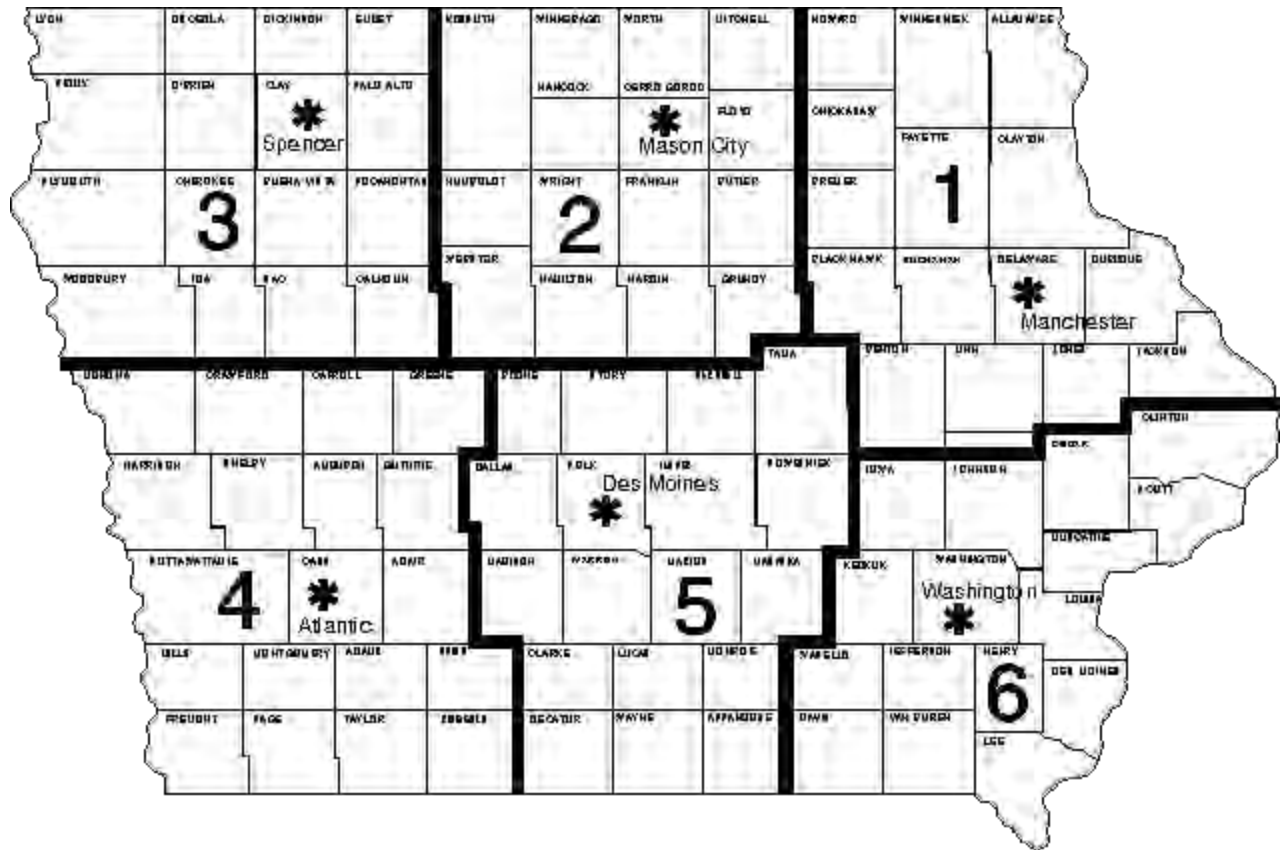 LYON
OSCEOLA
DICKINSON
EMMET
KOSSUTH
WINNEBAGO
WORTH
MITCHELL
HOWARD
WINNESHIEK
ALLAMAKEE
SIOUX
O'BRIEN
CLAY
PALO ALTO
HANCOCK
CERRO GORDO
FLOYD
CHICKASAW
FAYETTE
CLAYTON
Spencer
Mason City
PLYMOUTH
CHEROKEE
BUENA VISTA
POCAHONTAS
HUMBOLDT
WRIGHT
FRANKLIN
BUTLER
BREMER
3
2
1
WOODBURY
IDA
SAC
CALHOUN
WEBSTER
HAMILTON
HARDIN
GRUNDY
BLACK HAWK
BUCHANAN
DELAWARE
DUBUQUE
Manchester
MONONA
CRAWFORD
CARROLL
GREENE
BOONE
STORY
MARSHALL
TAMA
BENTON
LINN
JONES
JACKSON
CLINTON
HARRISON
SHELBY
AUDUBON
GUTHRIE
DALLAS
POLK
JASPER
POWESHIEK
IOWA
JOHNSON
CEDAR
SCOTT
Des Moines
MUSCATINE
POTTAWATTAMIE
CASS
ADAIR
MADISON
WARREN
MARION
MAHASKA
KEOKUK
WASHINGTON
LOUISA
4
Atlantic
5
Washington
MILLS
MONTGOMERY
ADAMS
UNION
CLARKE
LUCAS
MONROE
WAPELLO
JEFFERSON
HENRY
DES MOINES
6
FREMONT
PAGE
TAYLOR
RINGGOLD
DECATUR
WAYNE
APPANOOSE
DAVIS
VAN BUREN
LEE